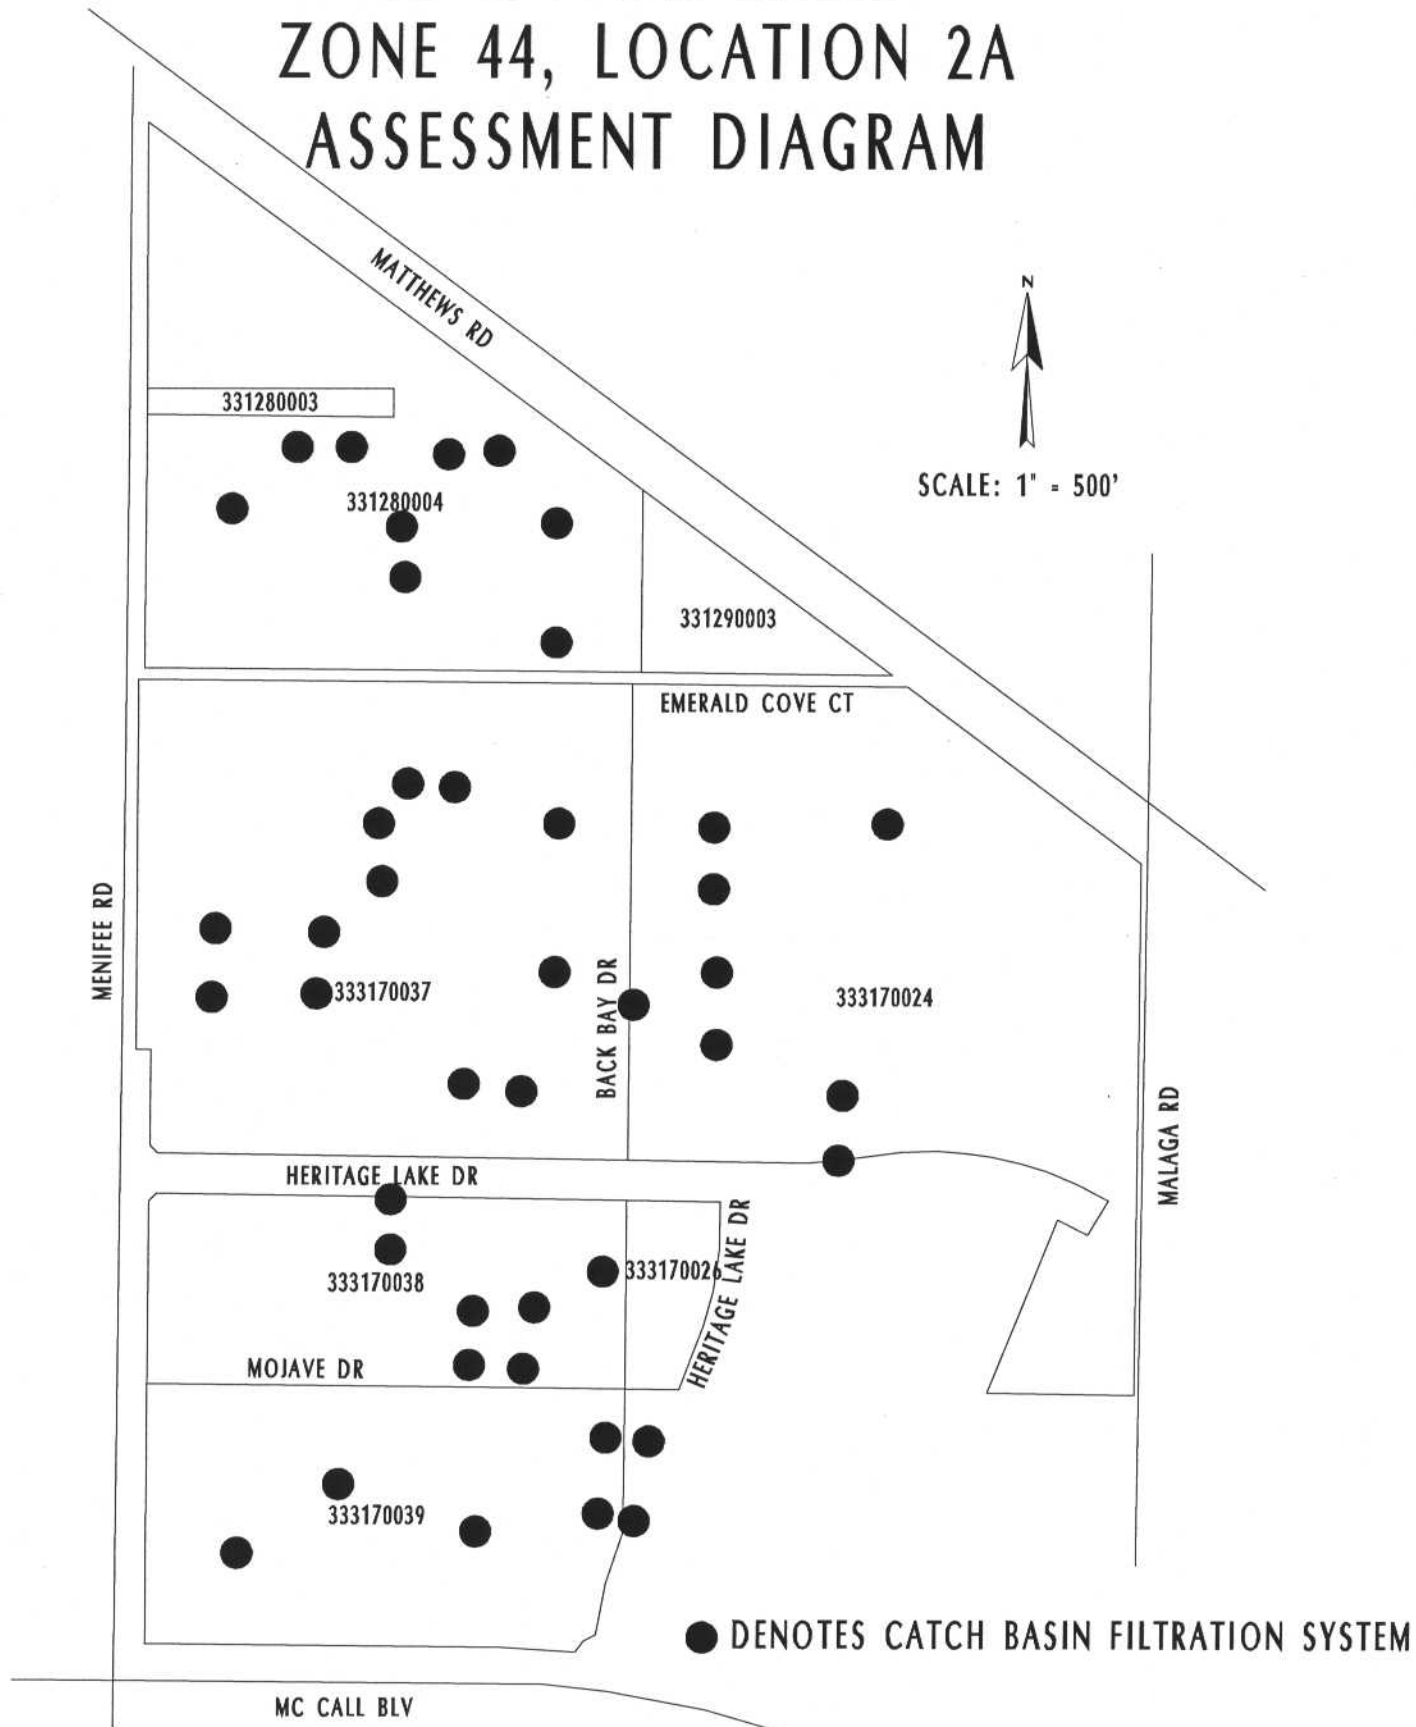 ZONE 44, LOCATION 2A
ASSESSMENT DIAGRAM
MATTHEWS RD
N
331280003
SCALE: 1" = 500'
331280004
331290003
EMERALD COVE CT
MENIFEE RD
333170037
BACK BAY DR
333170024
MALAGA RD
HERITAGE LAKE DR
333170038
333170026
HERITAGE LAKE DR
MOJAVE DR
333170039
DENOTES CATCH BASIN FILTRATION SYSTEM
MC CALL BLV